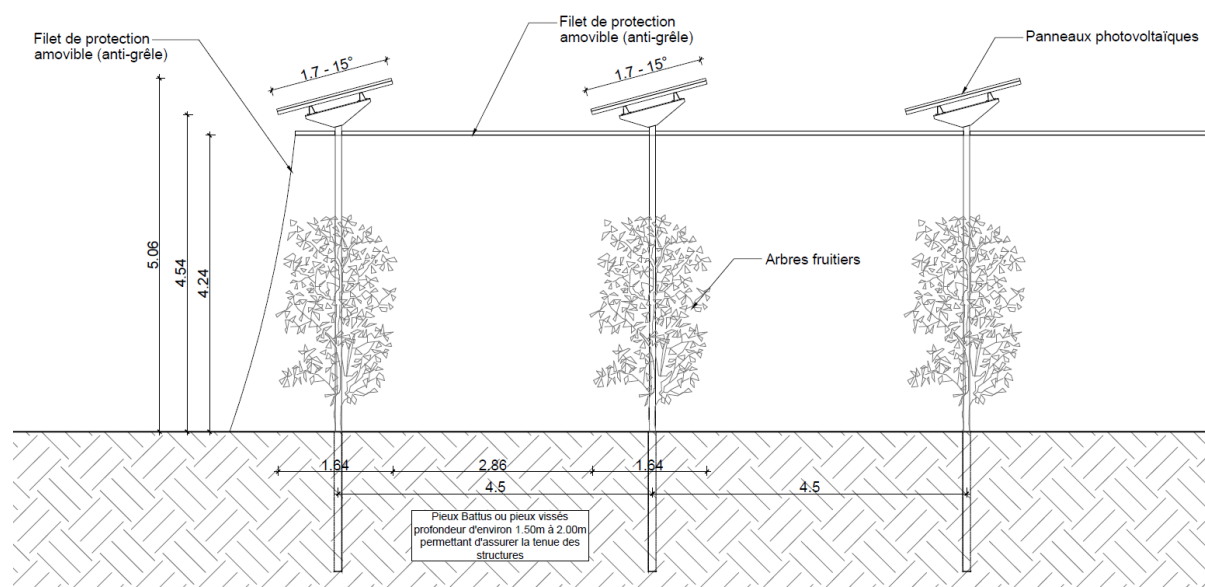 Filet de protection
amovible (anti-grêle)
Filet de protection
amovible (anti-grêle)
Panneaux photovoltaïques
1.7 - 15°
1.7 - 15°
5.06
4.54
4.24
Arbres fruitiers
1.64
2.86
1.64
4.5
4.5
Pieux Battus ou pieux vissés
profondeur d'environ 1.50m à 2.00m
permettant d'assurer la tenue des
structures